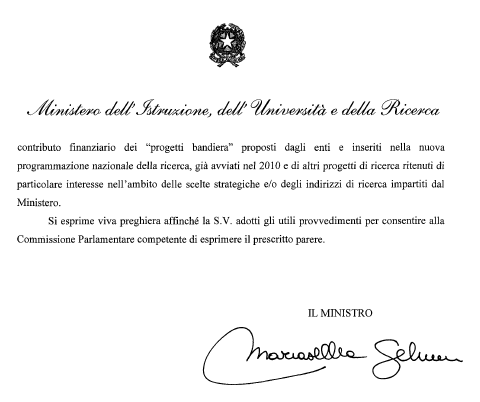 Ministero dell'Istruzione, dell'Università e della Ricerca
contributo finanziario dei “progetti bandiera” proposti dagli enti e inseriti nella nuova
programmazione nazionale della ricerca, già avviati nel 2010 e di altri progetti di ricerca ritenuti di
particolare interesse nell'ambito delle scelte strategiche e/o degli indirizzi di ricerca impartiti dal
Ministero.
Si esprime viva preghiera affinché la S.V. adotti gli utili provvedimenti per consentire alla
Commissione Parlamentare competente di esprimere il prescritto parere.
IL MINISTRO